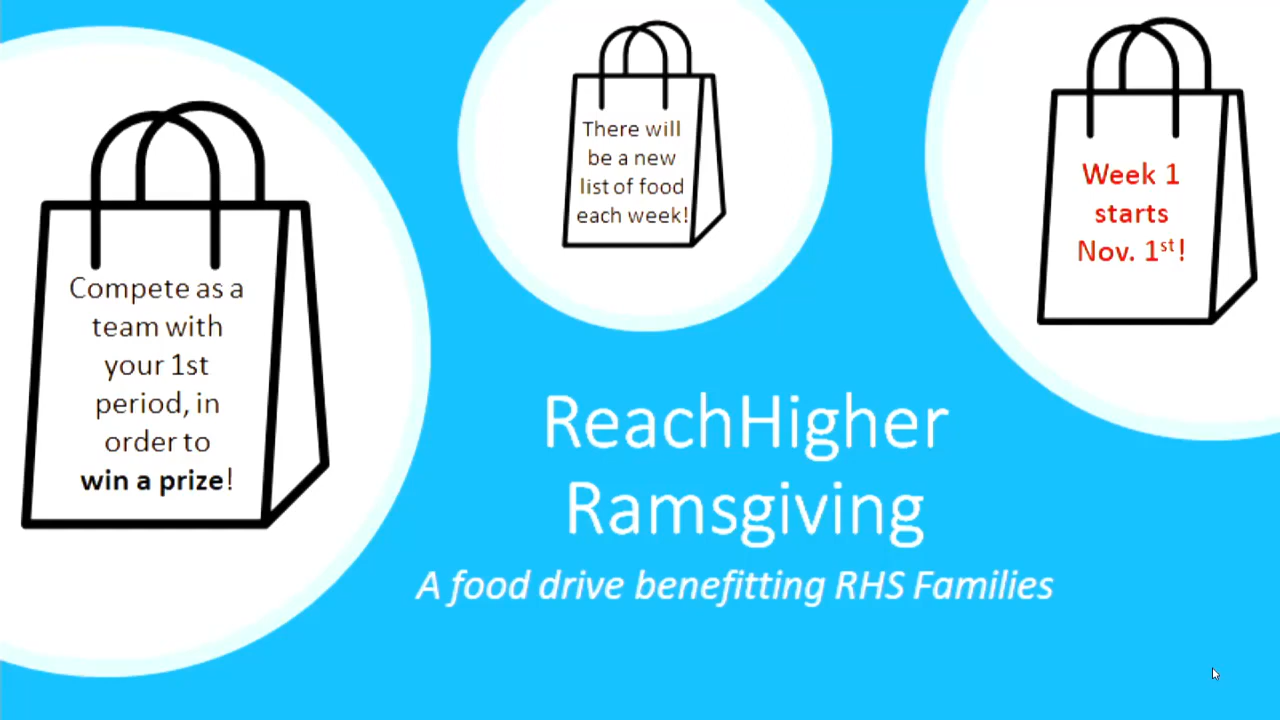 Compete as a
team with
your 1st
period, in
order to
win a prize!
There will
be a new
list of food
each week!
Week 1
starts
Nov. 1st!
ReachHigher
Ramsgiving
A food drive benefitting RHS Families